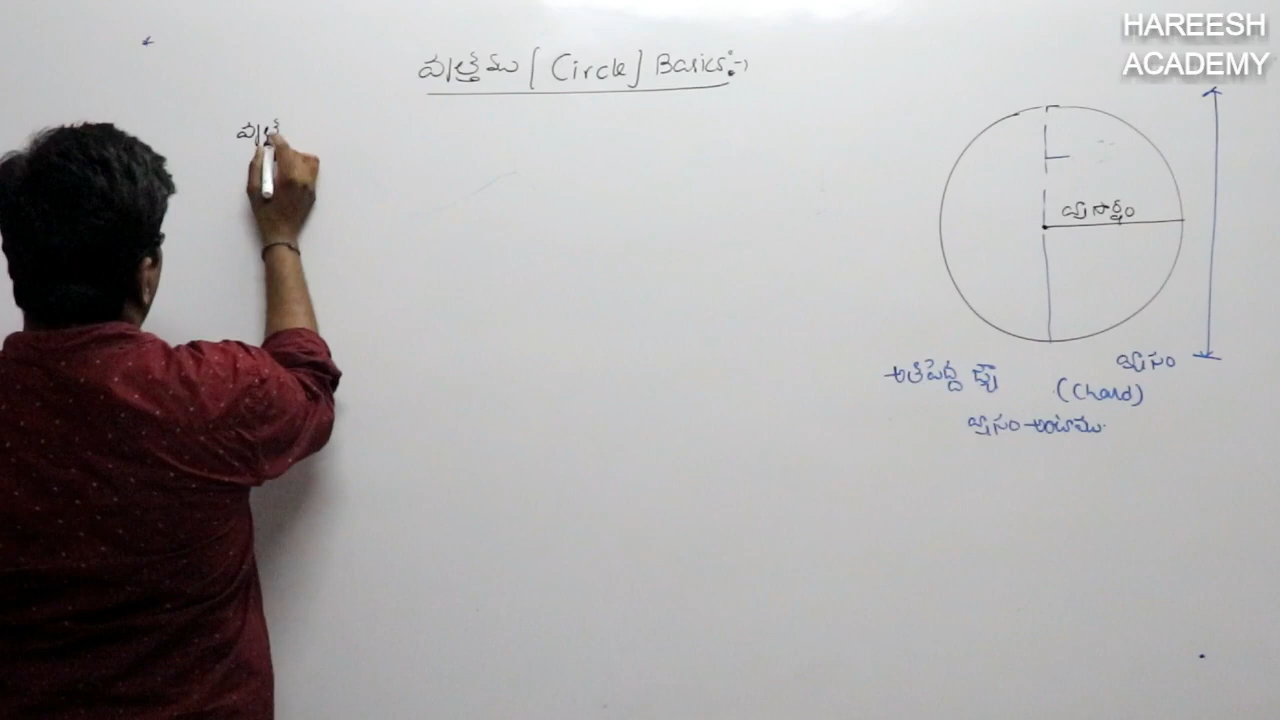 వృత్తము [Circle] Basics:-
HAREESH
ACADEMY
వృత్త
వ్యాసార్థం
వ్యాసం
అతిపెద్ద జ్యా
(Chord)
వ్యాసం అంటాము.